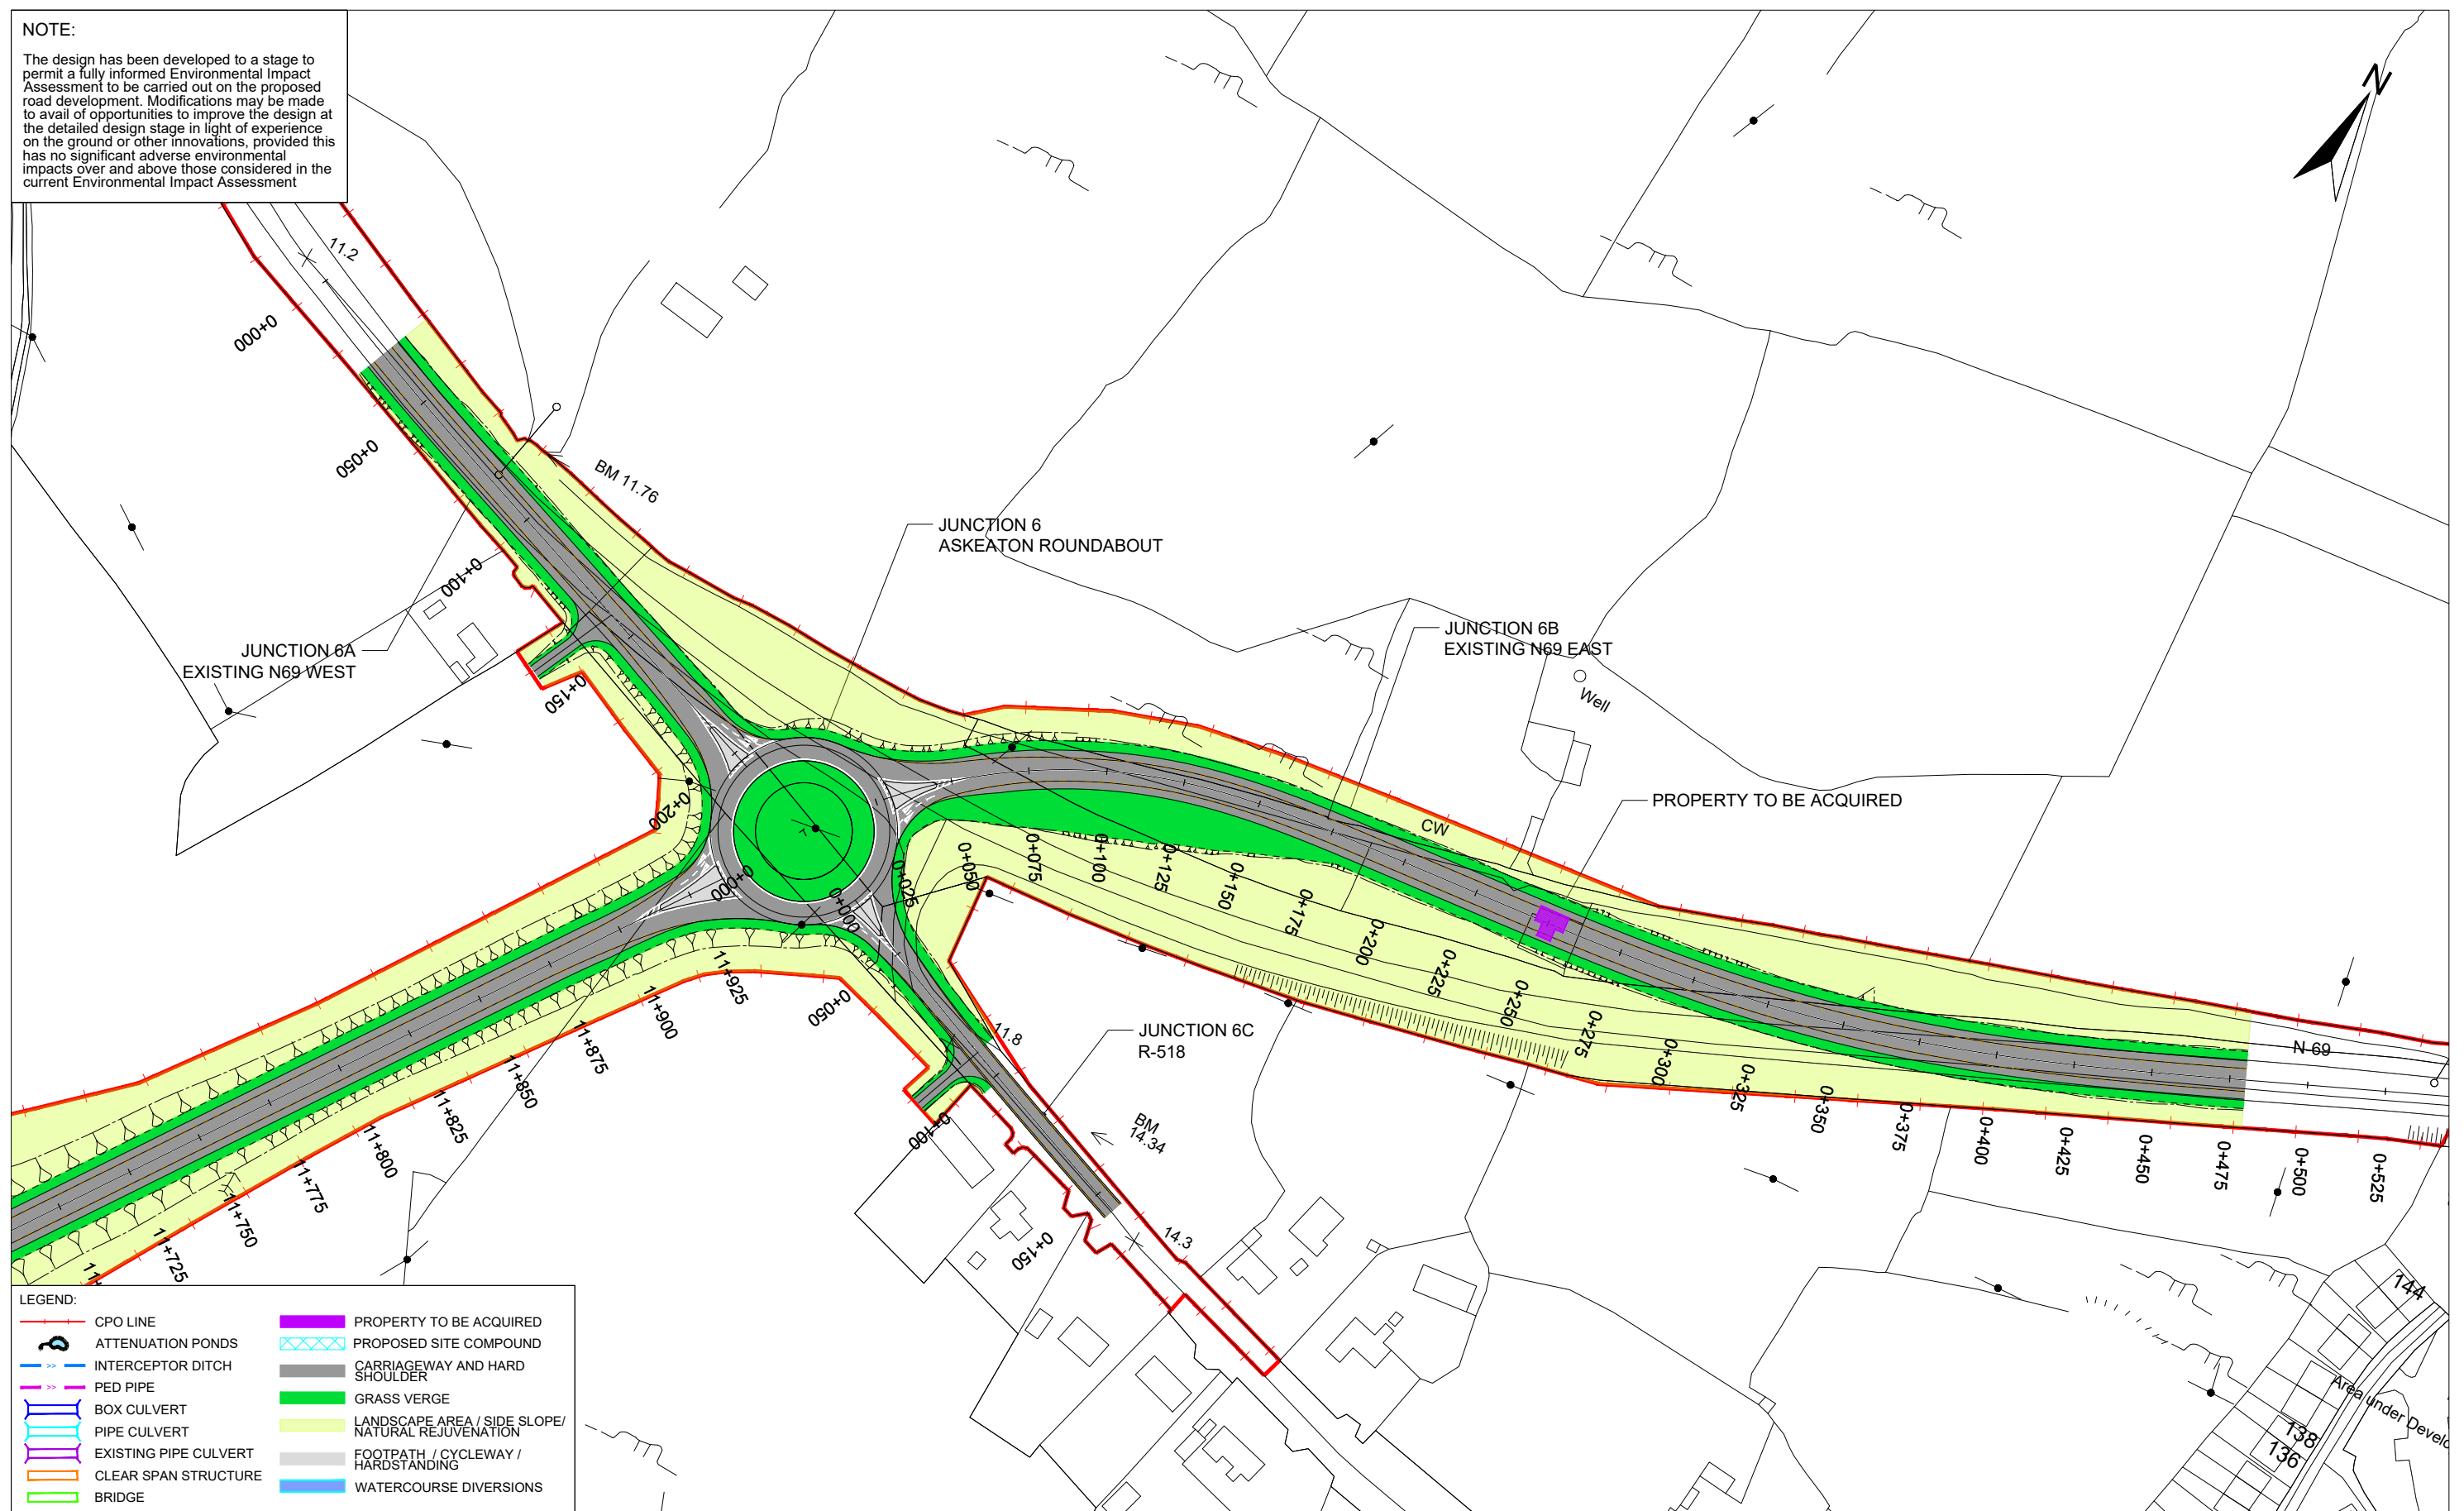 NOTE:
The design has been developed to a stage to
permit a fully informed Environmental Impact
Assessment to be carried out on the proposed
road development. Modifications may be made
to avail of opportunities to improve the design at
the detailed design stage in light of experience
on the ground or other innovations, provided this
has no significant adverse environmental
impacts over and above those considered in the
current Environmental Impact Assessment
N
11.2
0+000
0+050
BM 11.76
0+100
JUNCTION 6
ASKEATON ROUNDABOUT
JUNCTION 6A
EXISTING N69 WEST
0+150
JUNCTION 6B
EXISTING N69 EAST
Well
0+200
PROPERTY TO BE ACQUIRED
CW
0+000
0+000
0+025
0+050
0+075
0+100
0+125
0+150
0+175
0+200
0+225
0+250
0+275
0+300
0+325
0+350
0+375
0+400
0+425
0+450
0+475
0+500
0+525
N-69
11+925
11+900
11+875
11+850
11+825
11+800
11+775
11+750
11+725
11+
0+050
11.8
JUNCTION 6C
R-518
BM
14.34
0+100
0+150
14.3
144
138
136
Area under Develo
LEGEND:
CPO LINE
ATTENUATION PONDS
INTERCEPTOR DITCH
PED PIPE
BOX CULVERT
PIPE CULVERT
EXISTING PIPE CULVERT
CLEAR SPAN STRUCTURE
BRIDGE
PROPERTY TO BE ACQUIRED
PROPOSED SITE COMPOUND
CARRIAGEWAY AND HARD
SHOULDER
GRASS VERGE
LANDSCAPE AREA / SIDE SLOPE/
NATURAL REJUVENATION
FOOTPATH / CYCLEWAY /
HARDSTANDING
WATERCOURSE DIVERSIONS